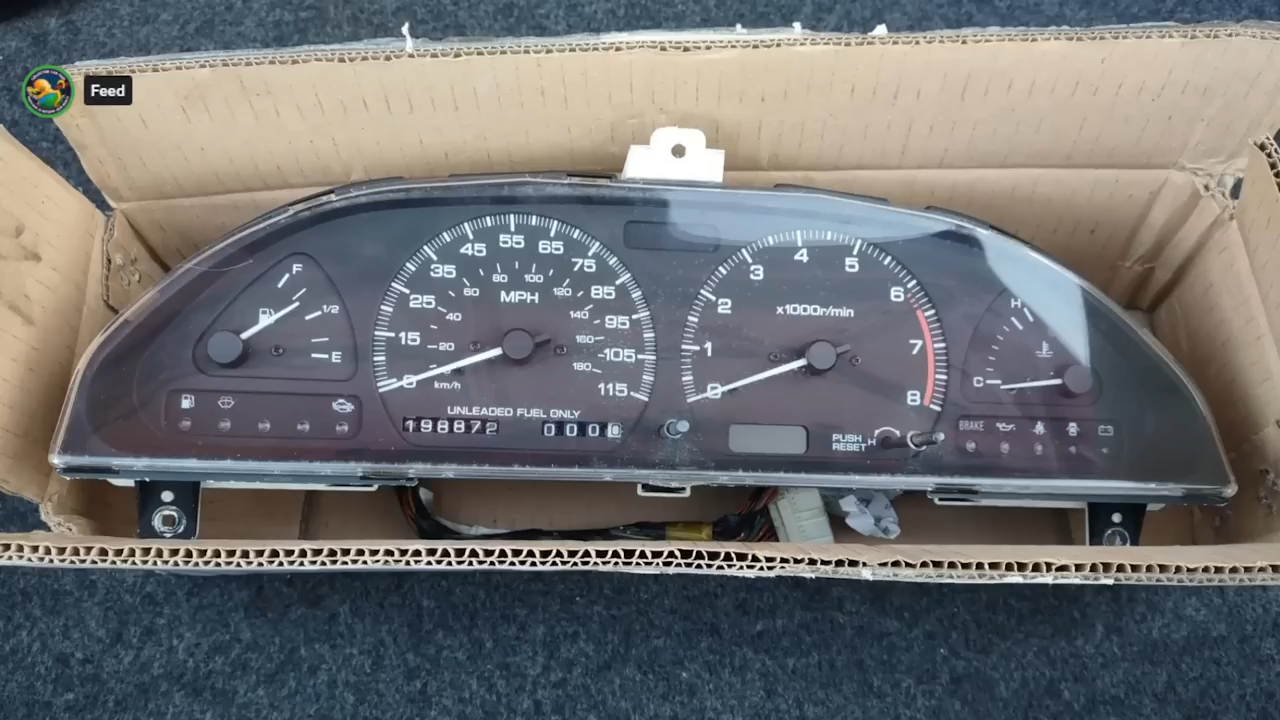 Feed
F
1/2
E
0 15 25 35 45 55 65 75 85 95 105 115
20 40 60 80 100 120 140 160 180
MPH
km/h
UNLEADED FUEL ONLY
198872
000
0 1 2 3 4 5 6 7 8
x1000r/min
PUSH H
RESET
H
C
BRAKE